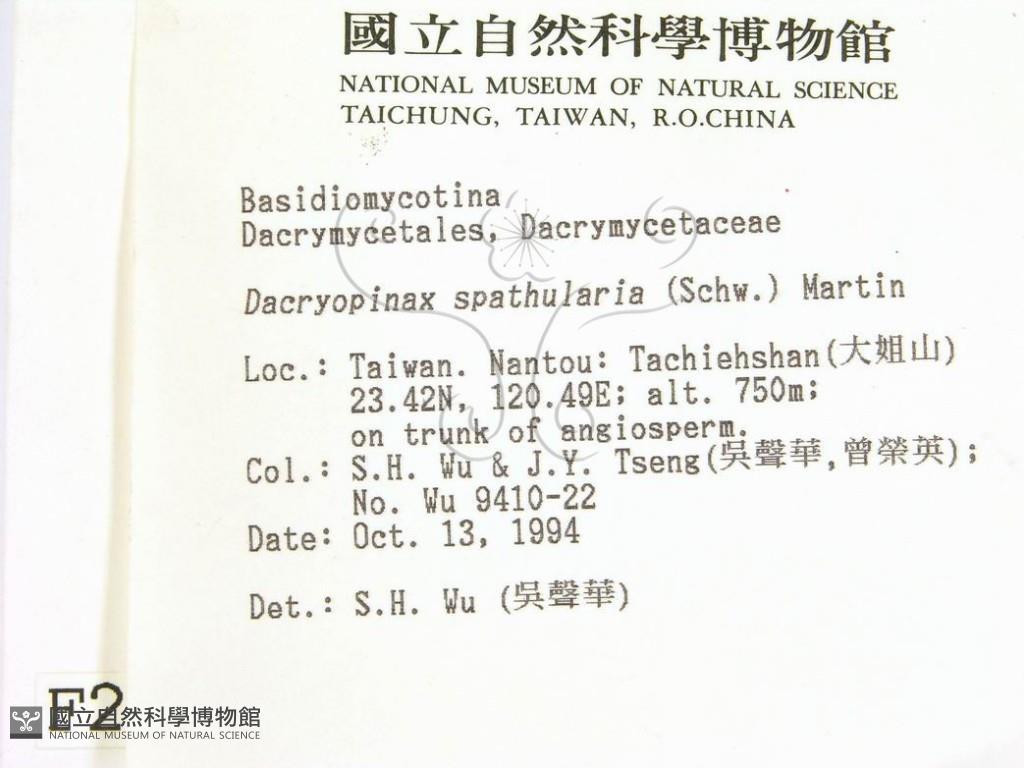 國立自然科學博物館
NATIONAL MUSEUM OF NATURAL SCIENCE
TAICHUNG, TAIWAN, R.O.CHINA
Basidiomycotina
Dacrymycetales, Dacrymycetaceae
Dacryopinax spathularia (Schw.) Martin
Loc.: Taiwan. Nantou: Tachiehshan(大姐山)
23.42N, 120.49E; alt. 750m;
on trunk of angiosperm.
Col.: S.H. Wu & J.Y. Tseng(吳聲華,曾榮英);
No. Wu 9410-22
Date: Oct. 13, 1994
Det.: S.H. Wu (吳聲華)
F2
國立自然科學博物館
NATIONAL MUSEUM OF NATURAL SCIENCE